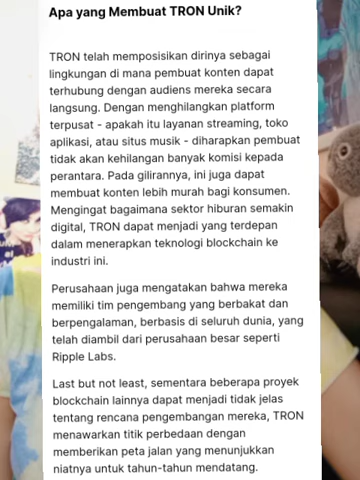 Apa yang Membuat TRON Unik?
TRON telah memposisikan dirinya sebagai
lingkungan di mana pembuat konten dapat
terhubung dengan audiens mereka secara
langsung. Dengan menghilangkan platform
terpusat - apakah itu layanan streaming, toko
aplikasi, atau situs musik - diharapkan pembuat
tidak akan kehilangan banyak komisi kepada
perantara. Pada gilirannya, ini juga dapat
membuat konten lebih murah bagi konsumen.
Mengingat bagaimana sektor hiburan semakin
digital, TRON dapat menjadi yang terdepan
dalam menerapkan teknologi blockchain ke
industri ini.
Perusahaan juga mengatakan bahwa mereka
memiliki tim pengembang yang berbakat dan
berpengalaman, berbasis di seluruh dunia, yang
telah diambil dari perusahaan besar seperti
Ripple Labs.
Last but not least, sementara beberapa proyek
blockchain lainnya dapat menjadi tidak jelas
tentang rencana pengembangan mereka, TRON
menawarkan titik perbedaan dengan
memberikan peta jalan yang menunjukkan
niatnya untuk tahun-tahun mendatang.